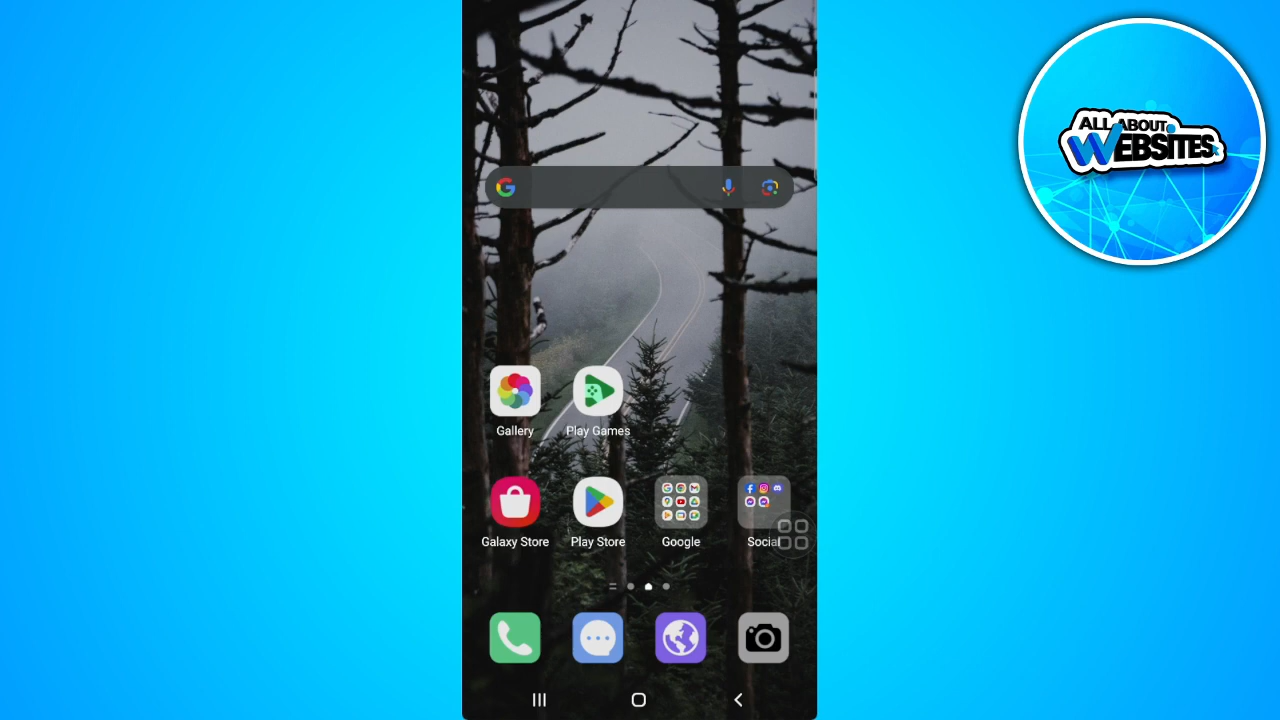 ALL ABOUT
WEBSITES
Gallery
Play Games
Galaxy Store
Play Store
Google
Social